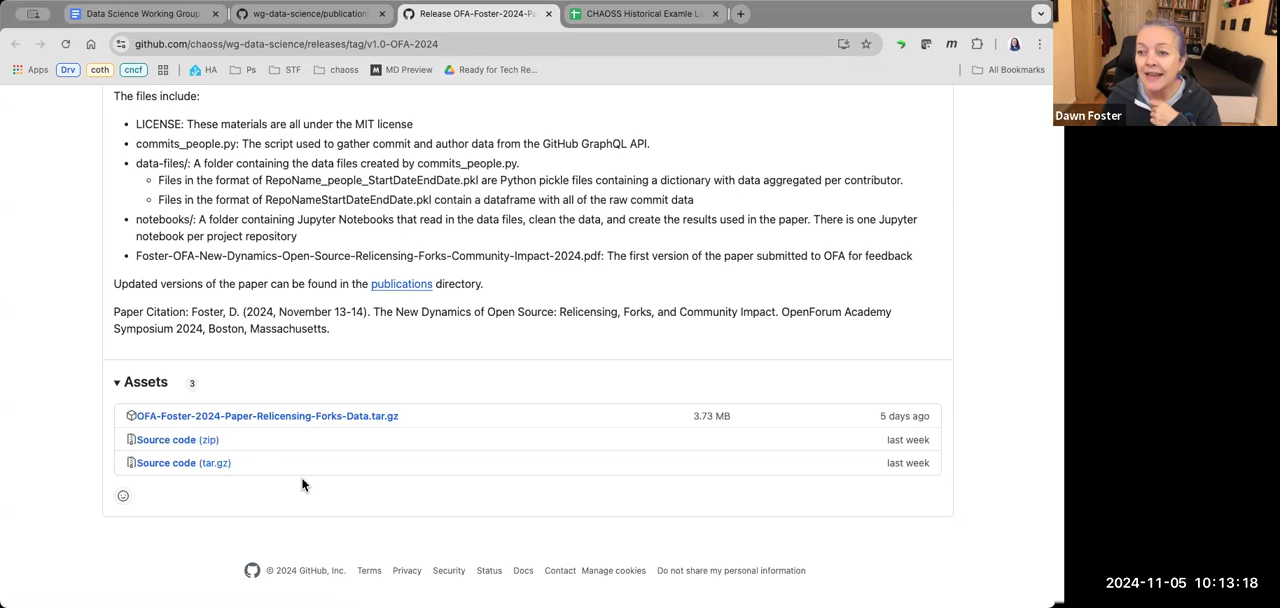 Data Science Working Group
wg-data-science/publication
Release OFA-Foster-2024-Pa
CHAOSS Historical Examle L
github.com/chaoss/wg-data-science/releases/tag/v1.0-OFA-2024
Apps
Drv
coth
cncf
HA
Ps
STF
chaoss
M MD Preview
Ready for Tech Re...
All Bookmarks
Dawn Foster
The files include:
• LICENSE: These materials are all under the MIT license
• commits_people.py: The script used to gather commit and author data from the GitHub GraphQL API.
• data-files/: A folder containing the data files created by commits_people.py.
◦ Files in the format of RepoName_people_StartDateEndDate.pkl are Python pickle files containing a dictionary with data aggregated per contributor.
◦ Files in the format of RepoNameStartDateEndDate.pkl contain a dataframe with all of the raw commit data
• notebooks/: A folder containing Jupyter Notebooks that read in the data files, clean the data, and create the results used in the paper. There is one Jupyter
notebook per project repository
• Foster-OFA-New-Dynamics-Open-Source-Relicensing-Forks-Community-Impact-2024.pdf: The first version of the paper submitted to OFA for feedback
Updated versions of the paper can be found in the publications directory.
Paper Citation: Foster, D. (2024, November 13-14). The New Dynamics of Open Source: Relicensing, Forks, and Community Impact. OpenForum Academy
Symposium 2024, Boston, Massachusetts.
Assets 3
OFA-Foster-2024-Paper-Relicensing-Forks-Data.tar.gz 3.73 MB 5 days ago
Source code (zip) last week
Source code (tar.gz) last week
© 2024 GitHub, Inc. Terms Privacy Security Status Docs Contact Manage cookies Do not share my personal information
2024-11-05 10:13:18